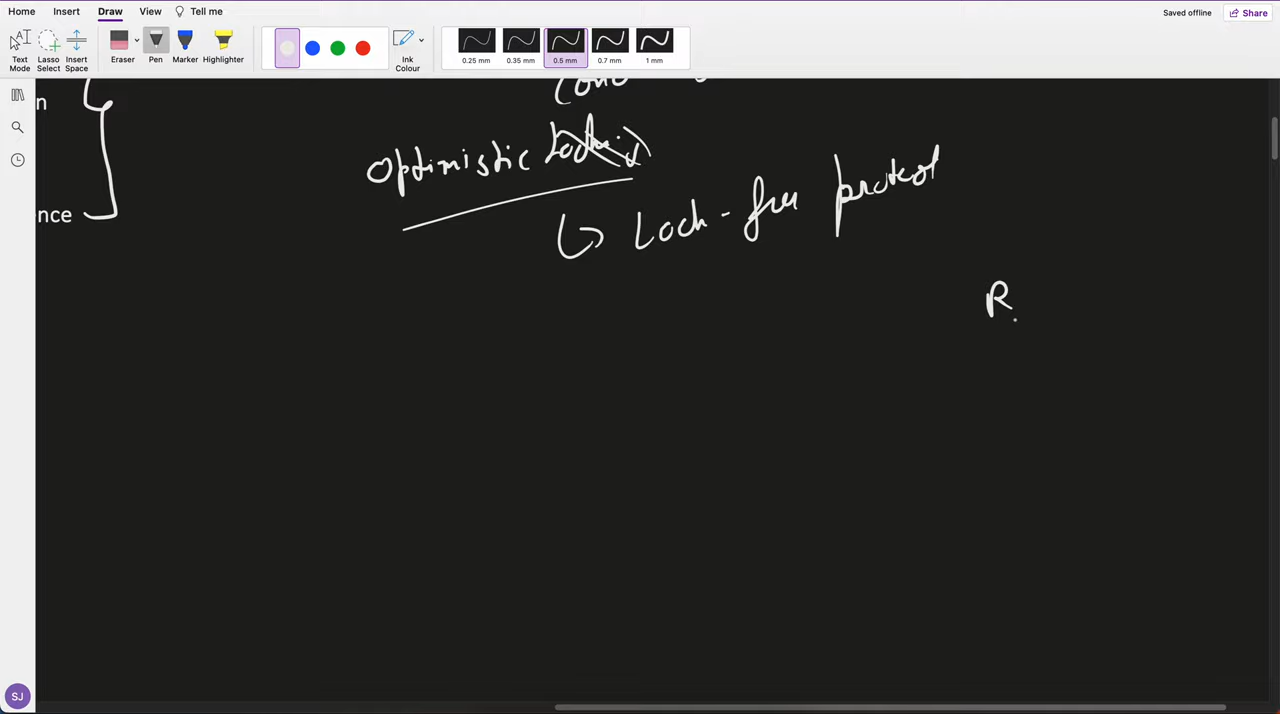 Home Insert Draw View Tell me Saved offline Share
Text Mode Lasso Select Insert Space Eraser Pen Marker Highlighter Ink Colour 0.25 mm 0.35 mm 0.5 mm 0.7 mm 1 mm
n
Optimistic
ence
Lock-free protocol
R
SJ